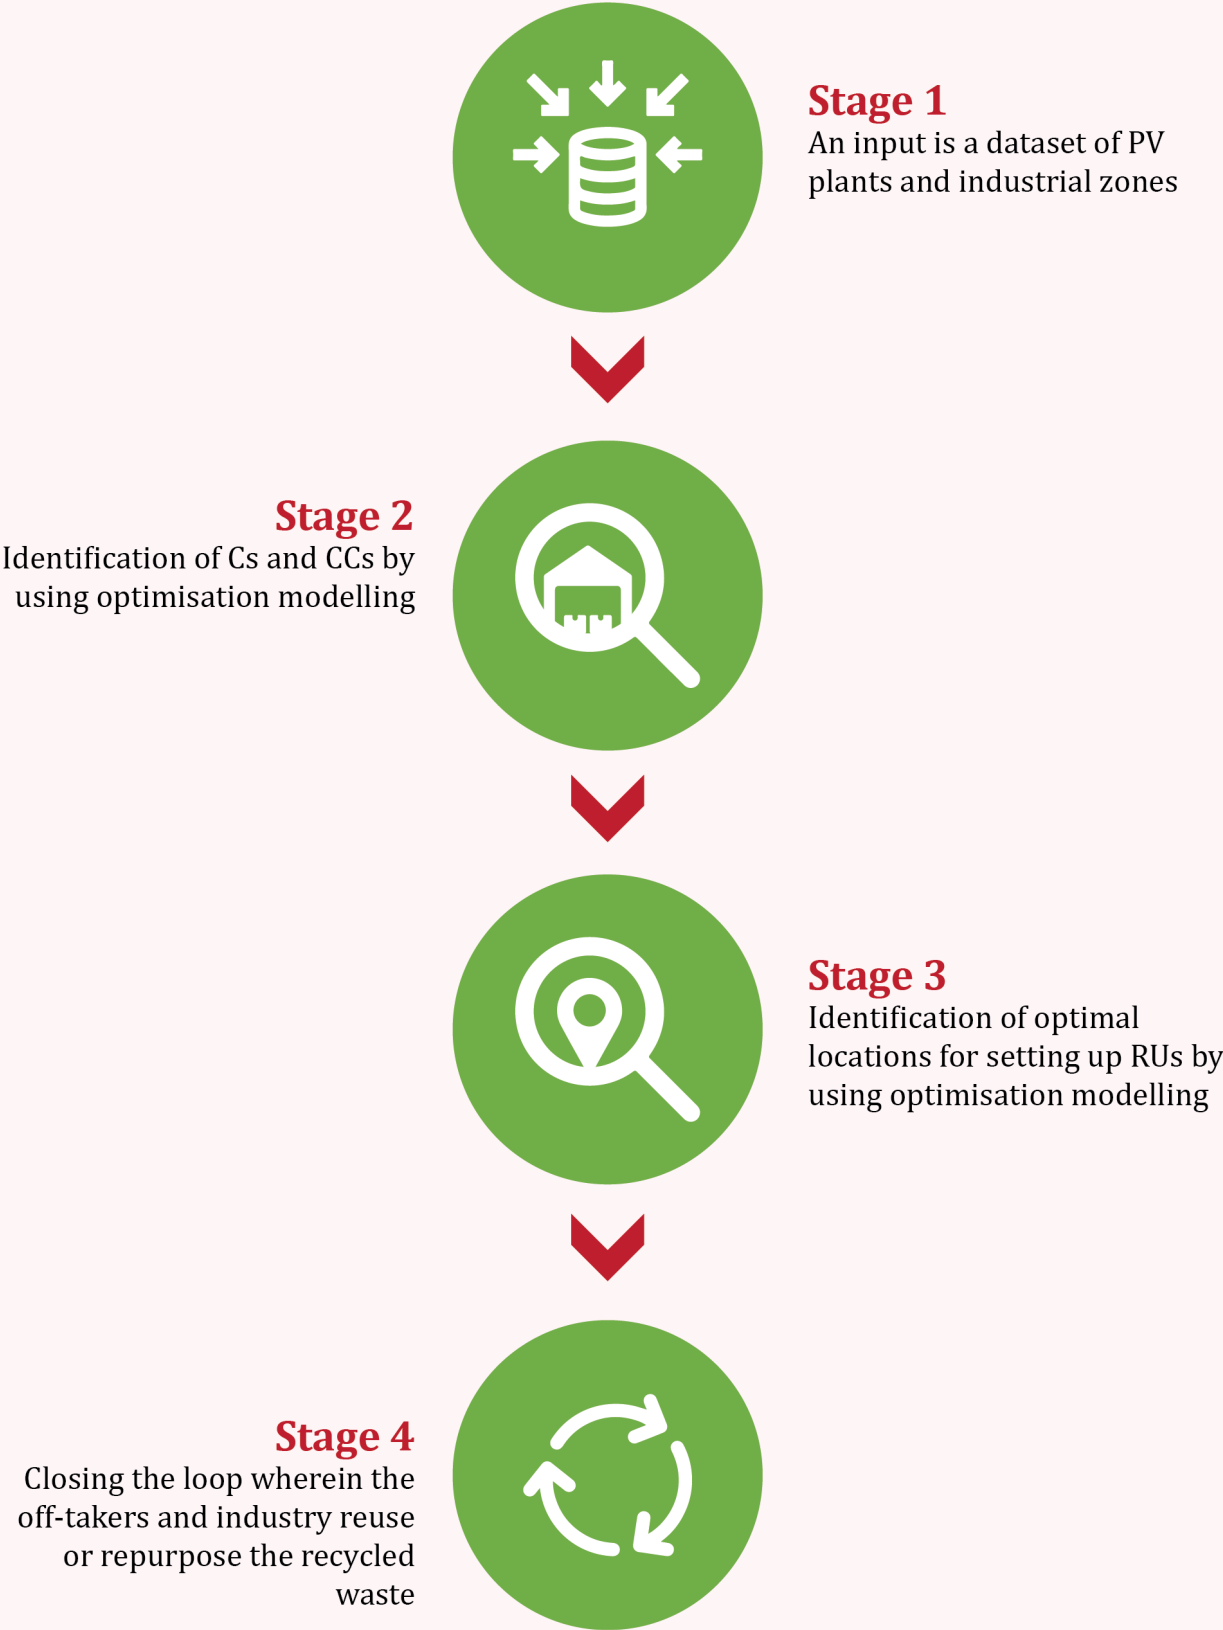 Stage 1
An input is a dataset of PV
plants and industrial zones
Stage 2
Identification of Cs and CCs by
using optimisation modelling
Stage 3
Identification of optimal
locations for setting up RUs by
using optimisation modelling
Stage 4
Closing the loop wherein the
off-takers and industry reuse
or repurpose the recycled
waste